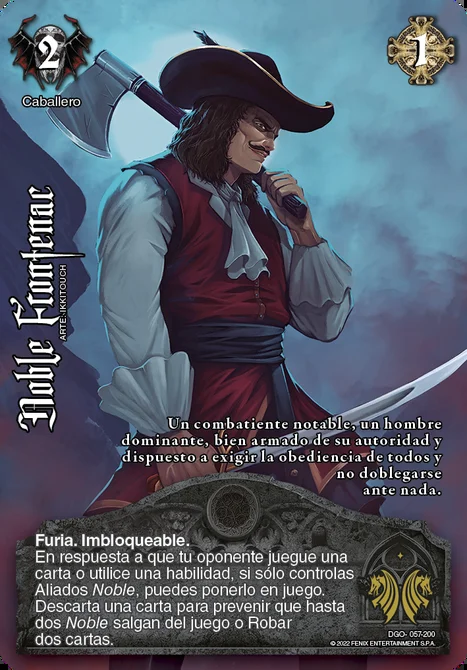 2
1
Caballero
Noble Frontenac
ARTE: IKKITOUCH
Un combatiente notable, un hombre
dominante, bien armado de su autoridad y
dispuesto a exigir la obediencia de todos y
no doblegarse
ante nada.
Furia. Imbloqueable.
En respuesta a que tu oponente juegue una
carta o utilice una habilidad, si sólo controlas
Aliados Noble, puedes ponerlo en juego.
Descarta una carta para prevenir que hasta
dos Noble salgan del juego o Robar
dos cartas.
DGO- 057-200
© 2022 FENIX ENTERTAINMENT S.P.A.